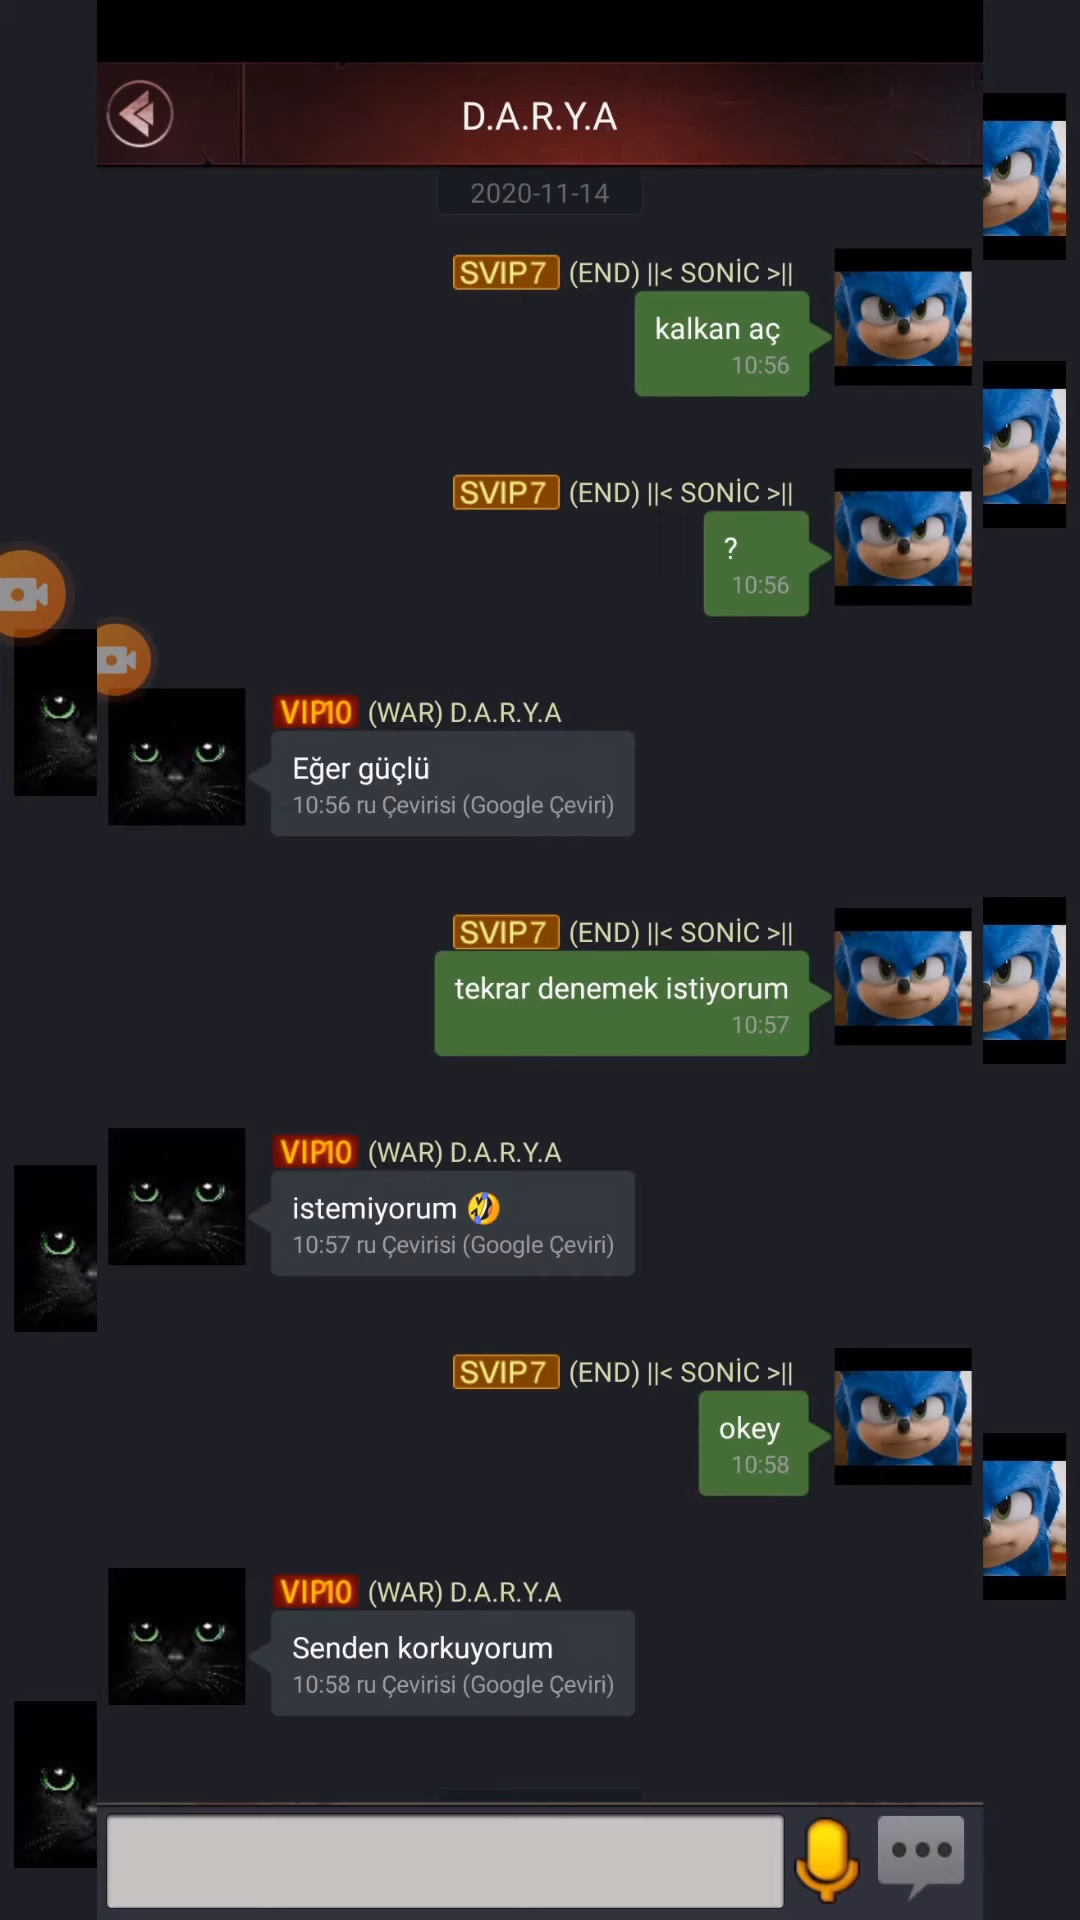 D.A.R.Y.A
2020-11-14
SVIP7 (END) ||< SONİC >||
kalkan aç
10:56
SVIP7 (END) ||< SONİC >||
?
10:56
VIP10 (WAR) D.A.R.Y.A
Eğer güçlü
10:56 ru Çevirisi (Google Çeviri)
SVIP7 (END) ||< SONİC >||
tekrar denemek istiyorum
10:57
VIP10 (WAR) D.A.R.Y.A
istemiyorum 🤣
10:57 ru Çevirisi (Google Çeviri)
SVIP7 (END) ||< SONİC >||
okey
10:58
VIP10 (WAR) D.A.R.Y.A
Senden korkuyorum
10:58 ru Çevirisi (Google Çeviri)